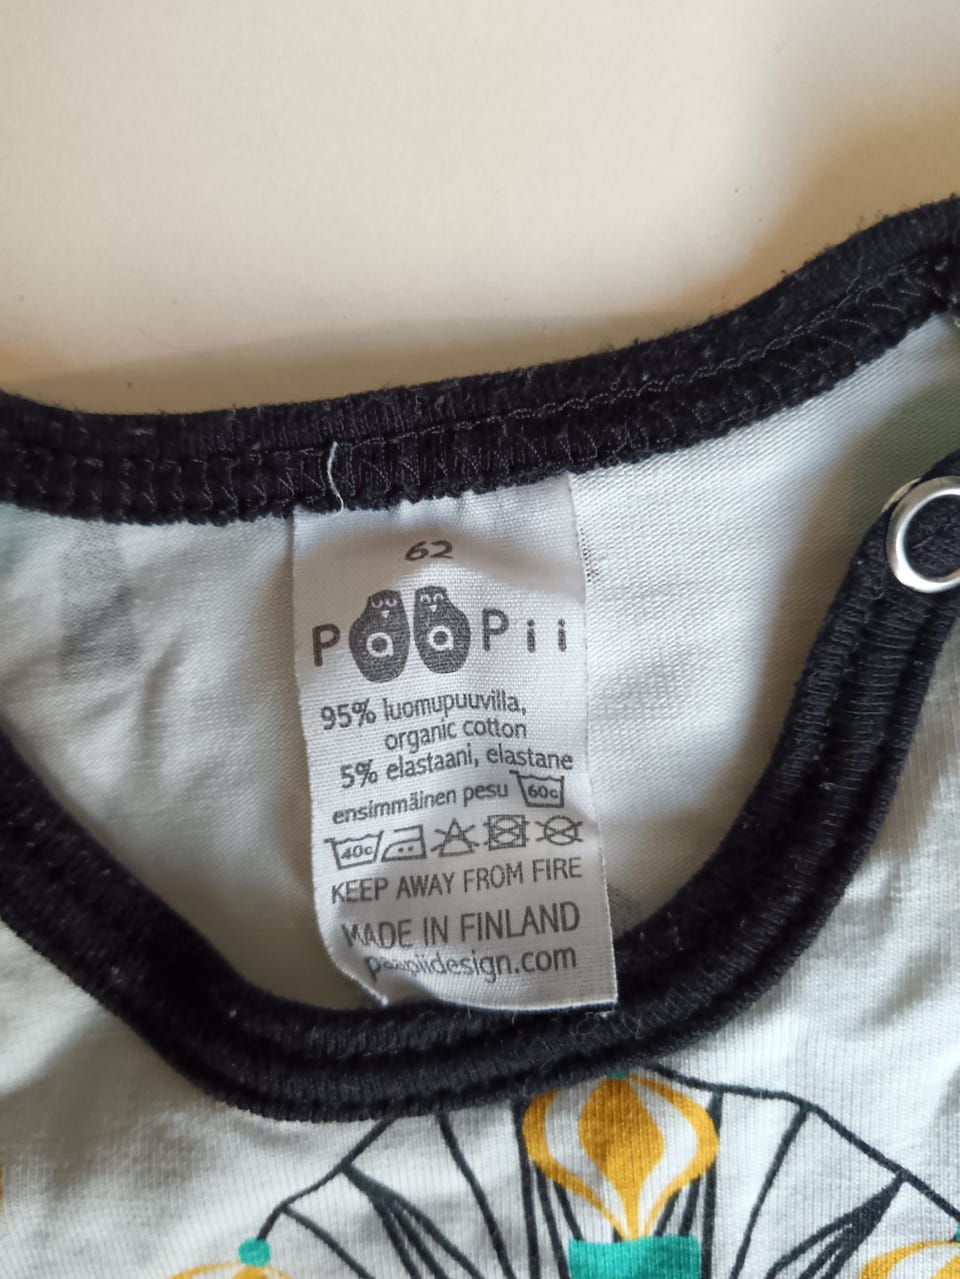 62
PaaPii
95% luomupuuvilla,
organic cotton
5% elastaani, elastane
ensimmäinen pesu 60c
40c
KEEP AWAY FROM FIRE
MADE IN FINLAND
paapiidesign.com